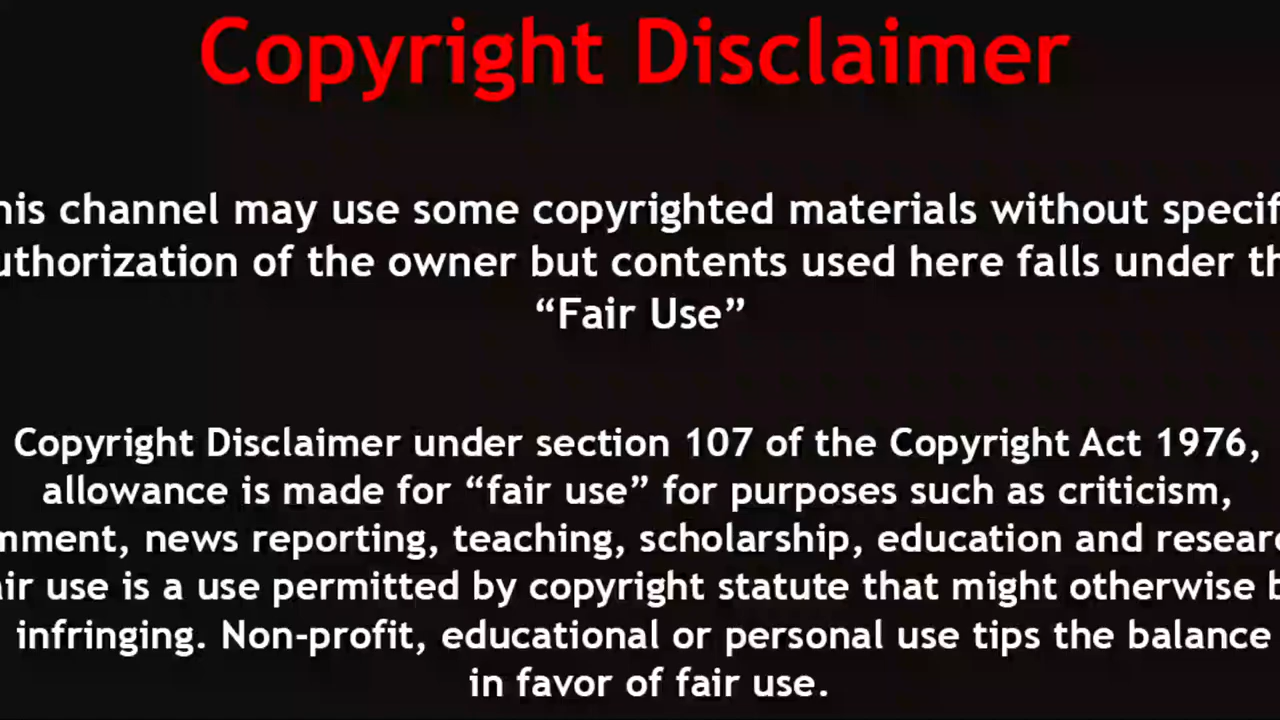 Copyright Disclaimer
his channel may use some copyrighted materials without specif
uthorization of the owner but contents used here falls under th
“Fair Use”
Copyright Disclaimer under section 107 of the Copyright Act 1976,
allowance is made for “fair use” for purposes such as criticism,
mment, news reporting, teaching, scholarship, education and resear
air use is a use permitted by copyright statute that might otherwise b
infringing. Non-profit, educational or personal use tips the balance
in favor of fair use.